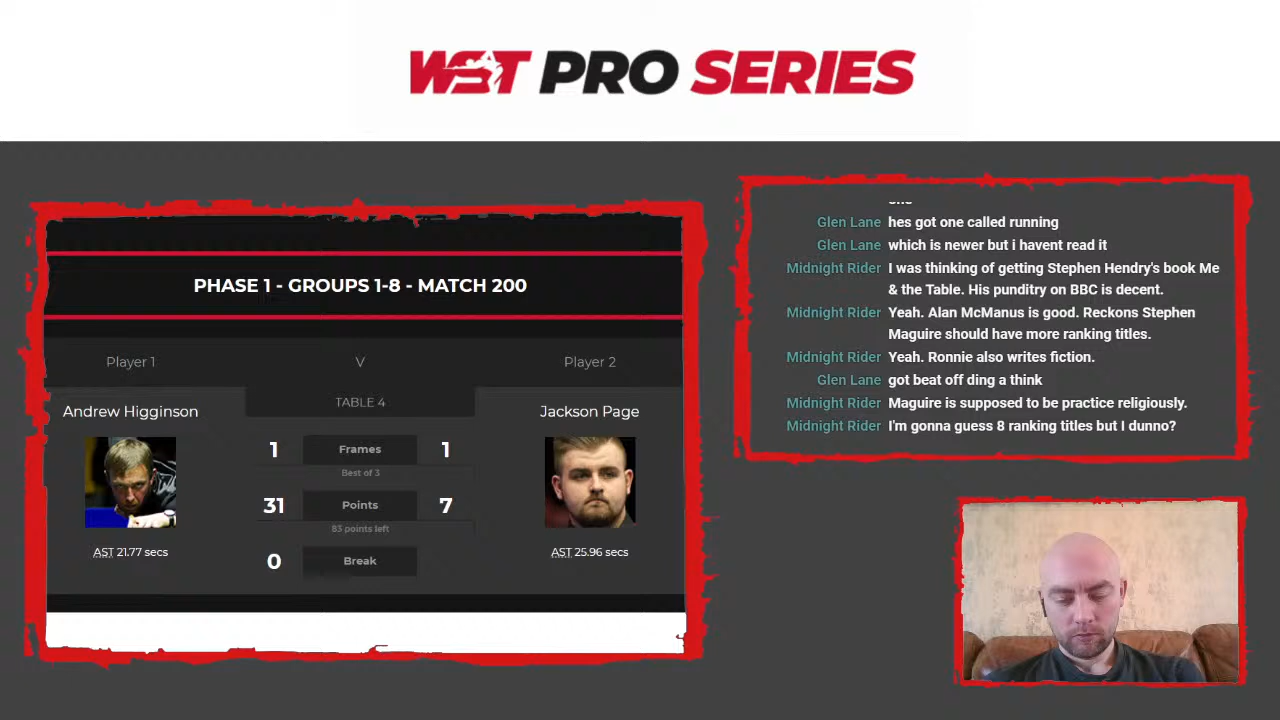 WST PRO SERIES
PHASE 1 - GROUPS 1-8 - MATCH 200
Player 1 V Player 2
TABLE 4
Andrew Higginson Jackson Page
1 Frames 1
Best of 3
31 Points 7
83 points left
0 Break
AST 21.77 secs AST 25.96 secs
Glen Lane hes got one called running
Glen Lane which is newer but i havent read it
Midnight Rider I was thinking of getting Stephen Hendry's book Me
& the Table. His punditry on BBC is decent.
Midnight Rider Yeah. Alan McManus is good. Reckons Stephen
Maguire should have more ranking titles.
Midnight Rider Yeah. Ronnie also writes fiction.
Glen Lane got beat off ding a think
Midnight Rider Maguire is supposed to be practice religiously.
Midnight Rider I'm gonna guess 8 ranking titles but I dunno?